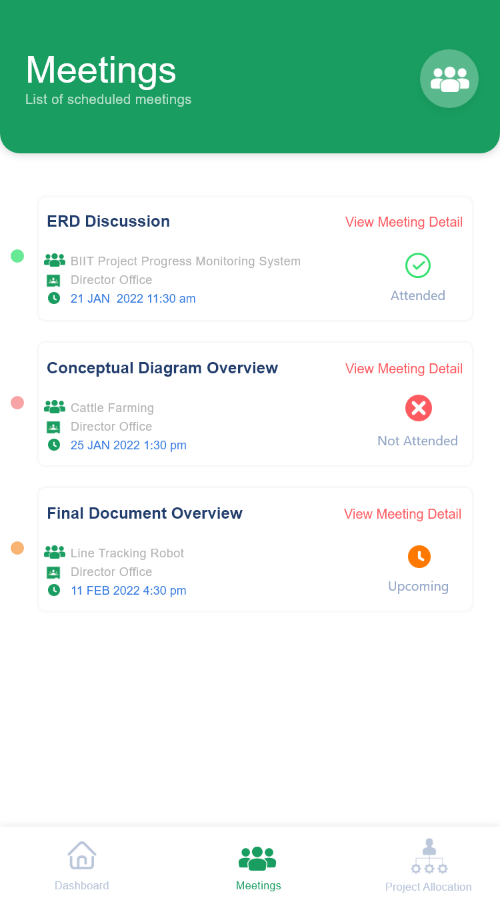 Meetings
List of scheduled meetings
ERD Discussion
View Meeting Detail
BIIT Project Progress Monitoring System
Director Office
21 JAN  2022 11:30 am
Attended
Conceptual Diagram Overview
View Meeting Detail
Cattle Farming
Director Office
25 JAN 2022 1:30 pm
Not Attended
Final Document Overview
View Meeting Detail
Line Tracking Robot
Director Office
11 FEB 2022 4:30 pm
Upcoming
Dashboard
Meetings
Project Allocation